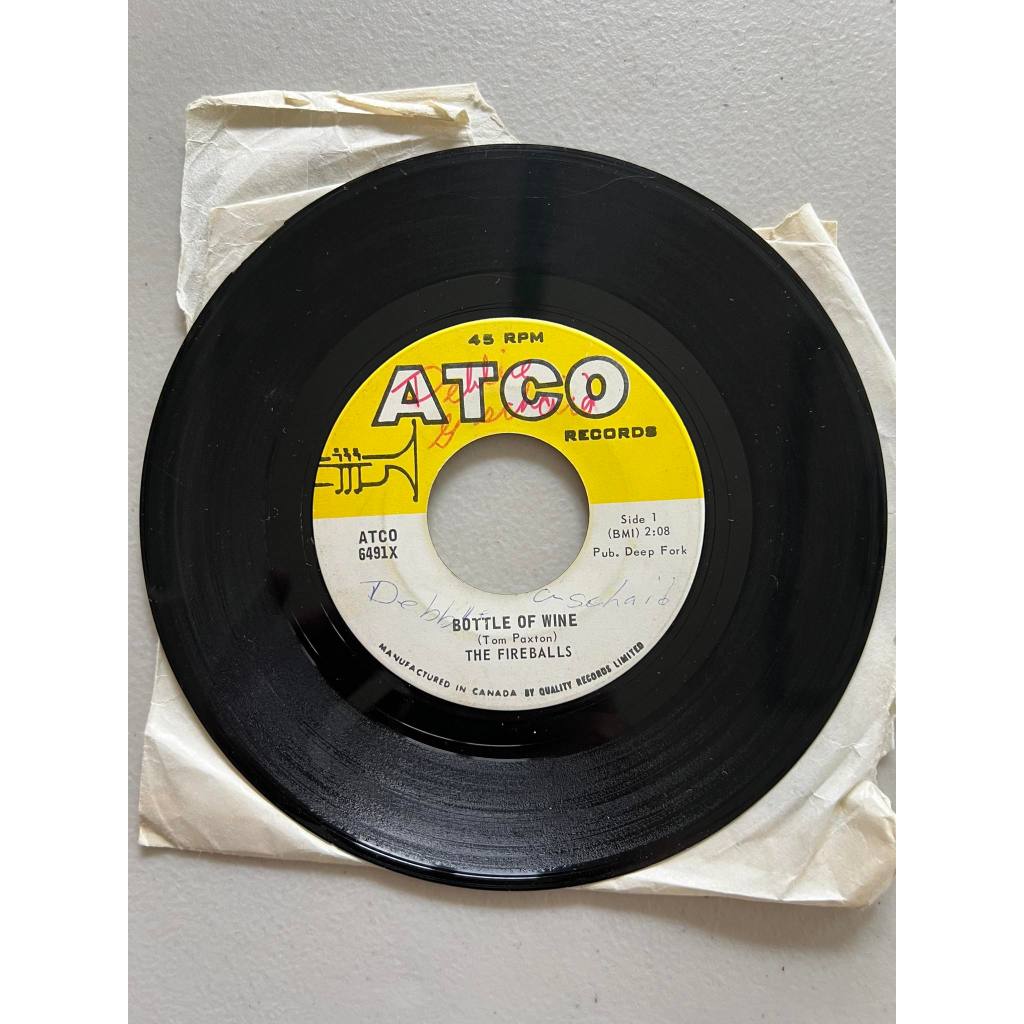 45 RPM
ATCO
Debbie
RECORDS
Side 1
ATCO
(BMI) 2:08
6491X
Pub. Deep Fork
BOTTLE OF WINE
(Tom Paxton)
THE FIREBALLS
MANUFACTURED IN CANADA BY QUALITY RECORDS LIMITED